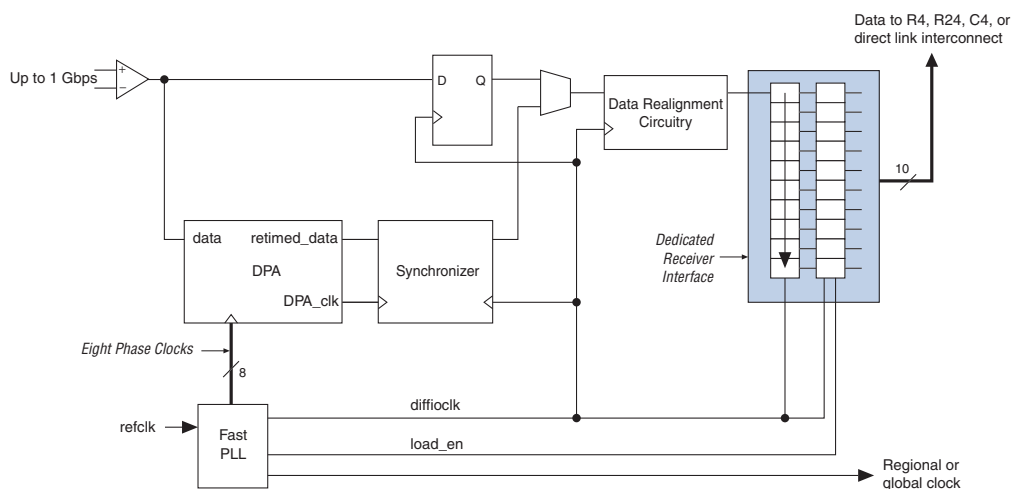 Data to R4, R24, C4, or
direct link interconnect
Up to 1 Gbps
+
−
D Q
Data Realignment
Circuitry
10
data retimed_data
DPA
DPA_clk
Synchronizer
Dedicated
Receiver
Interface
Eight Phase Clocks
8
diffioclk
refclk
Fast
PLL
load_en
Regional or
global clock